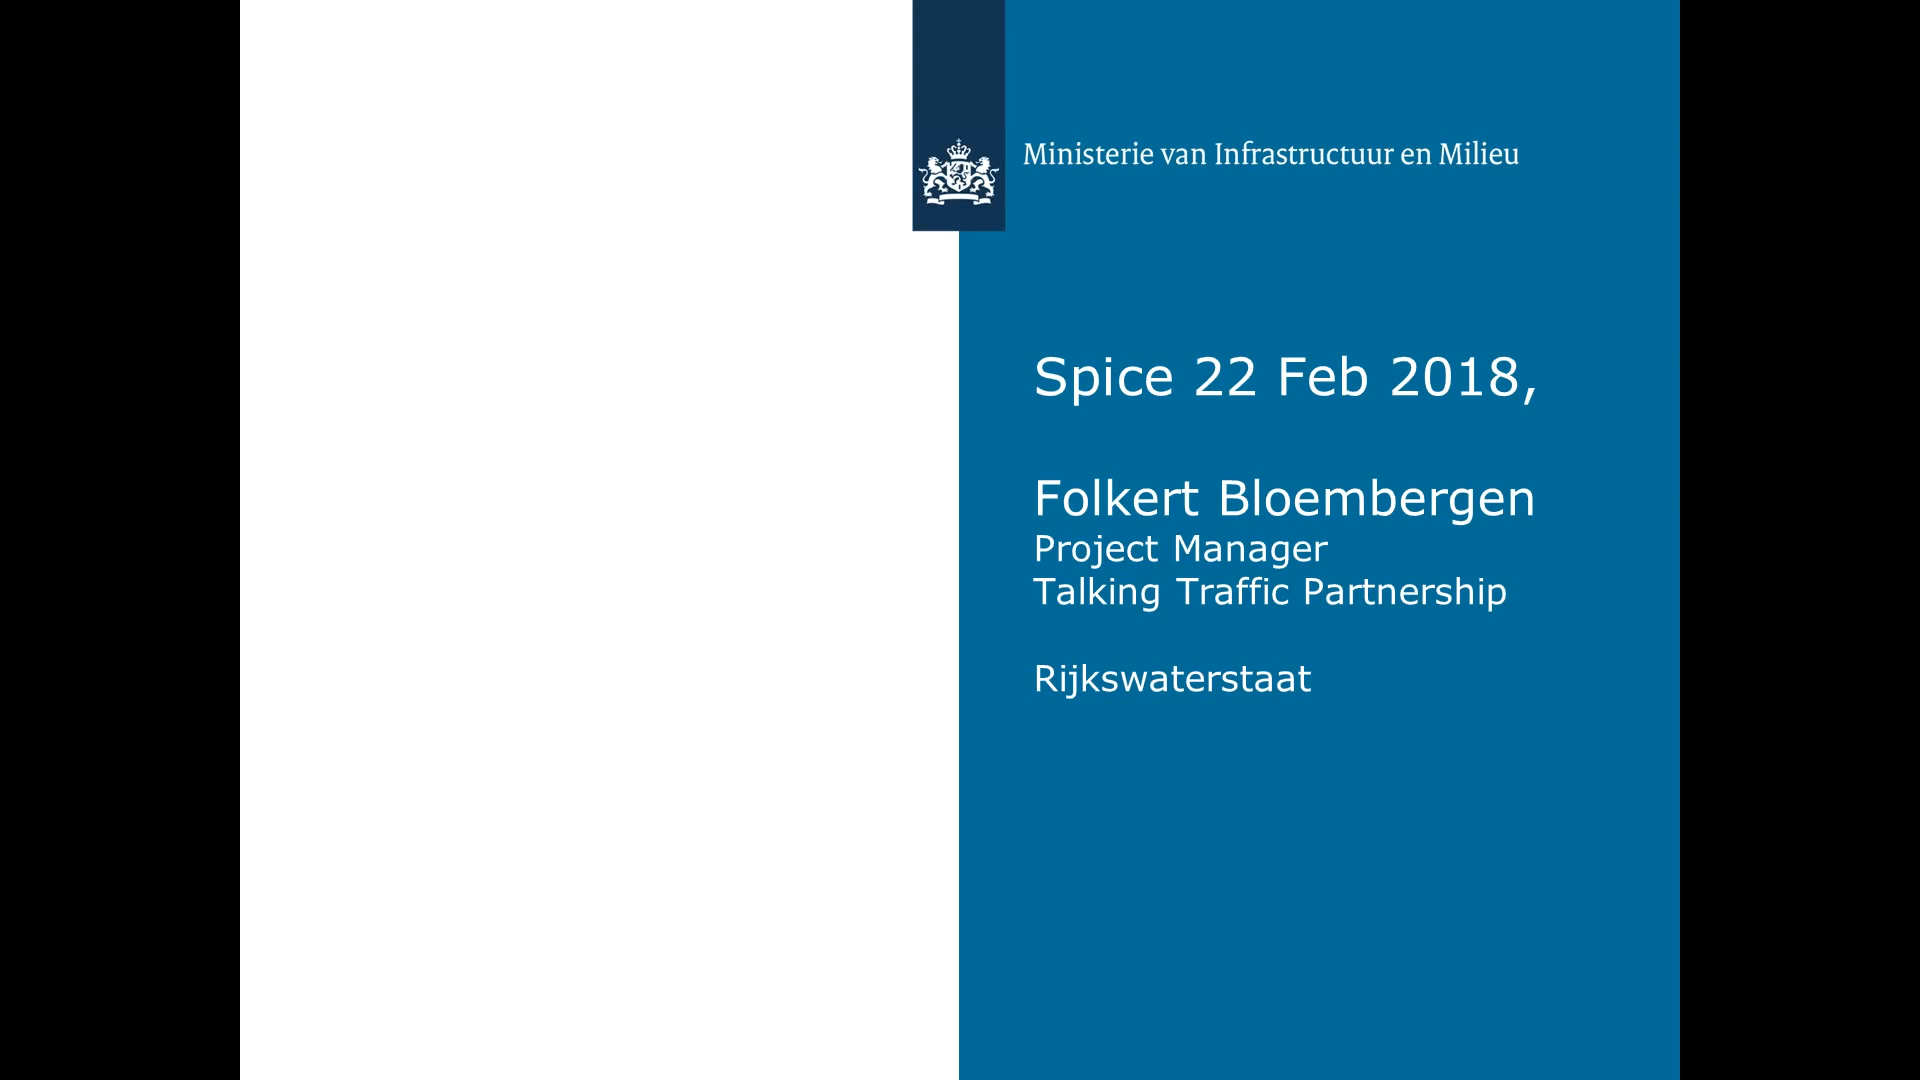 Ministerie van Infrastructuur en Milieu
Spice 22 Feb 2018,
Folkert Bloembergen
Project Manager
Talking Traffic Partnership
Rijkswaterstaat